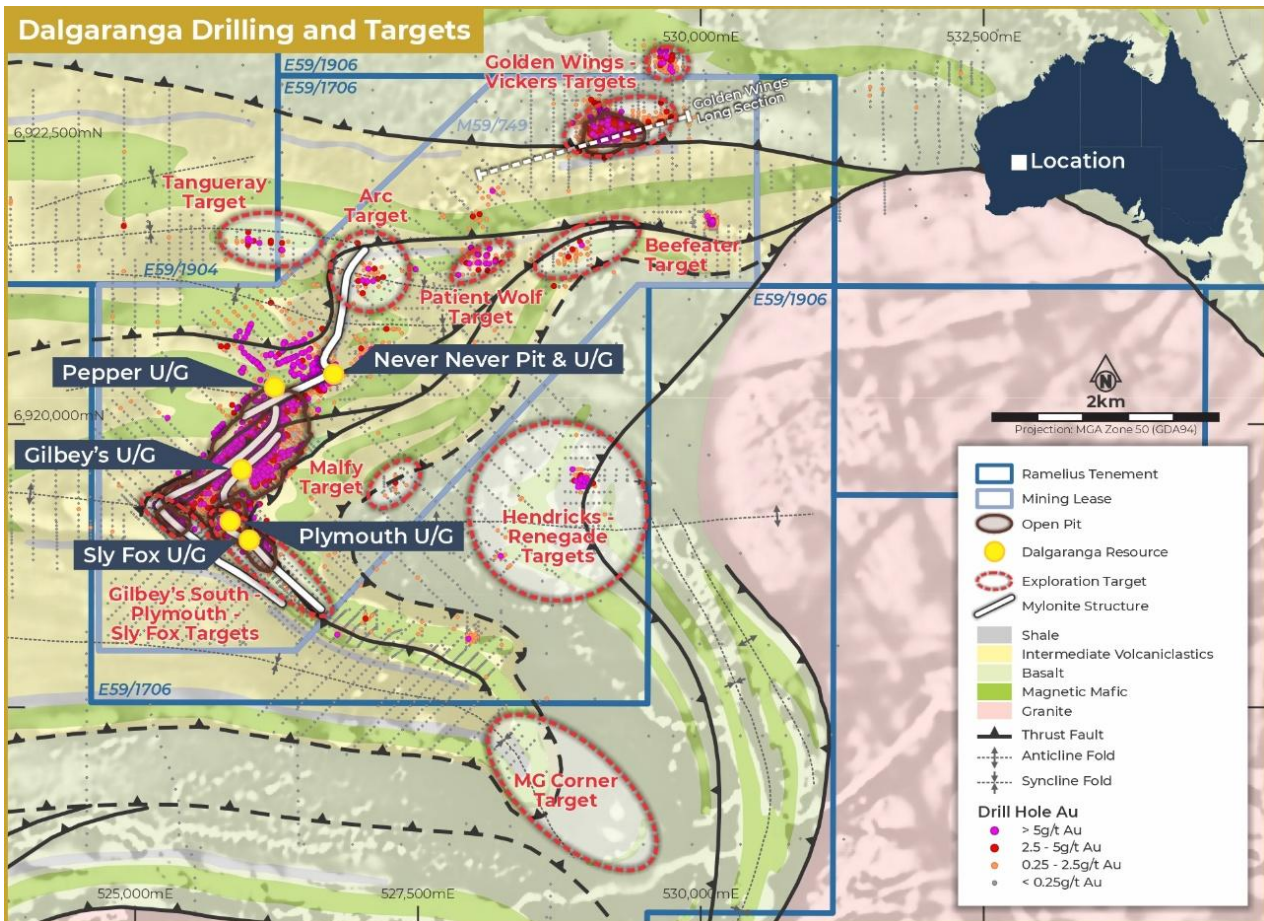 Dalgaranga Drilling and Targets
530,000mE
532,500mE
E59/1906
E59/1706
Golden Wings -
Vickers Targets
Golden Wings
Long Section
6,922,500mN
M59/749
Location
Tangueray
Target
Arc
Target
Beefeater
Target
E59/1904
Patient Wolf
Target
E59/1906
Pepper U/G
Never Never Pit & U/G
N
2km
Projection: MGA Zone 50 (GDA94)
6,920,000mN
Gilbey's U/G
Malfy
Target
Hendricks -
Renegade
Targets
Plymouth U/G
Sly Fox U/G
Gilbey's South -
Plymouth -
Sly Fox Targets
E59/1706
MG Corner
Target
525,000mE
527,500mE
530,000mE
Ramelius Tenement
Mining Lease
Open Pit
Dalgaranga Resource
Exploration Target
Mylonite Structure
Shale
Intermediate Volcaniclastics
Basalt
Magnetic Mafic
Granite
Thrust Fault
Anticline Fold
Syncline Fold
Drill Hole Au
> 5g/t Au
2.5 - 5g/t Au
0.25 - 2.5g/t Au
< 0.25g/t Au